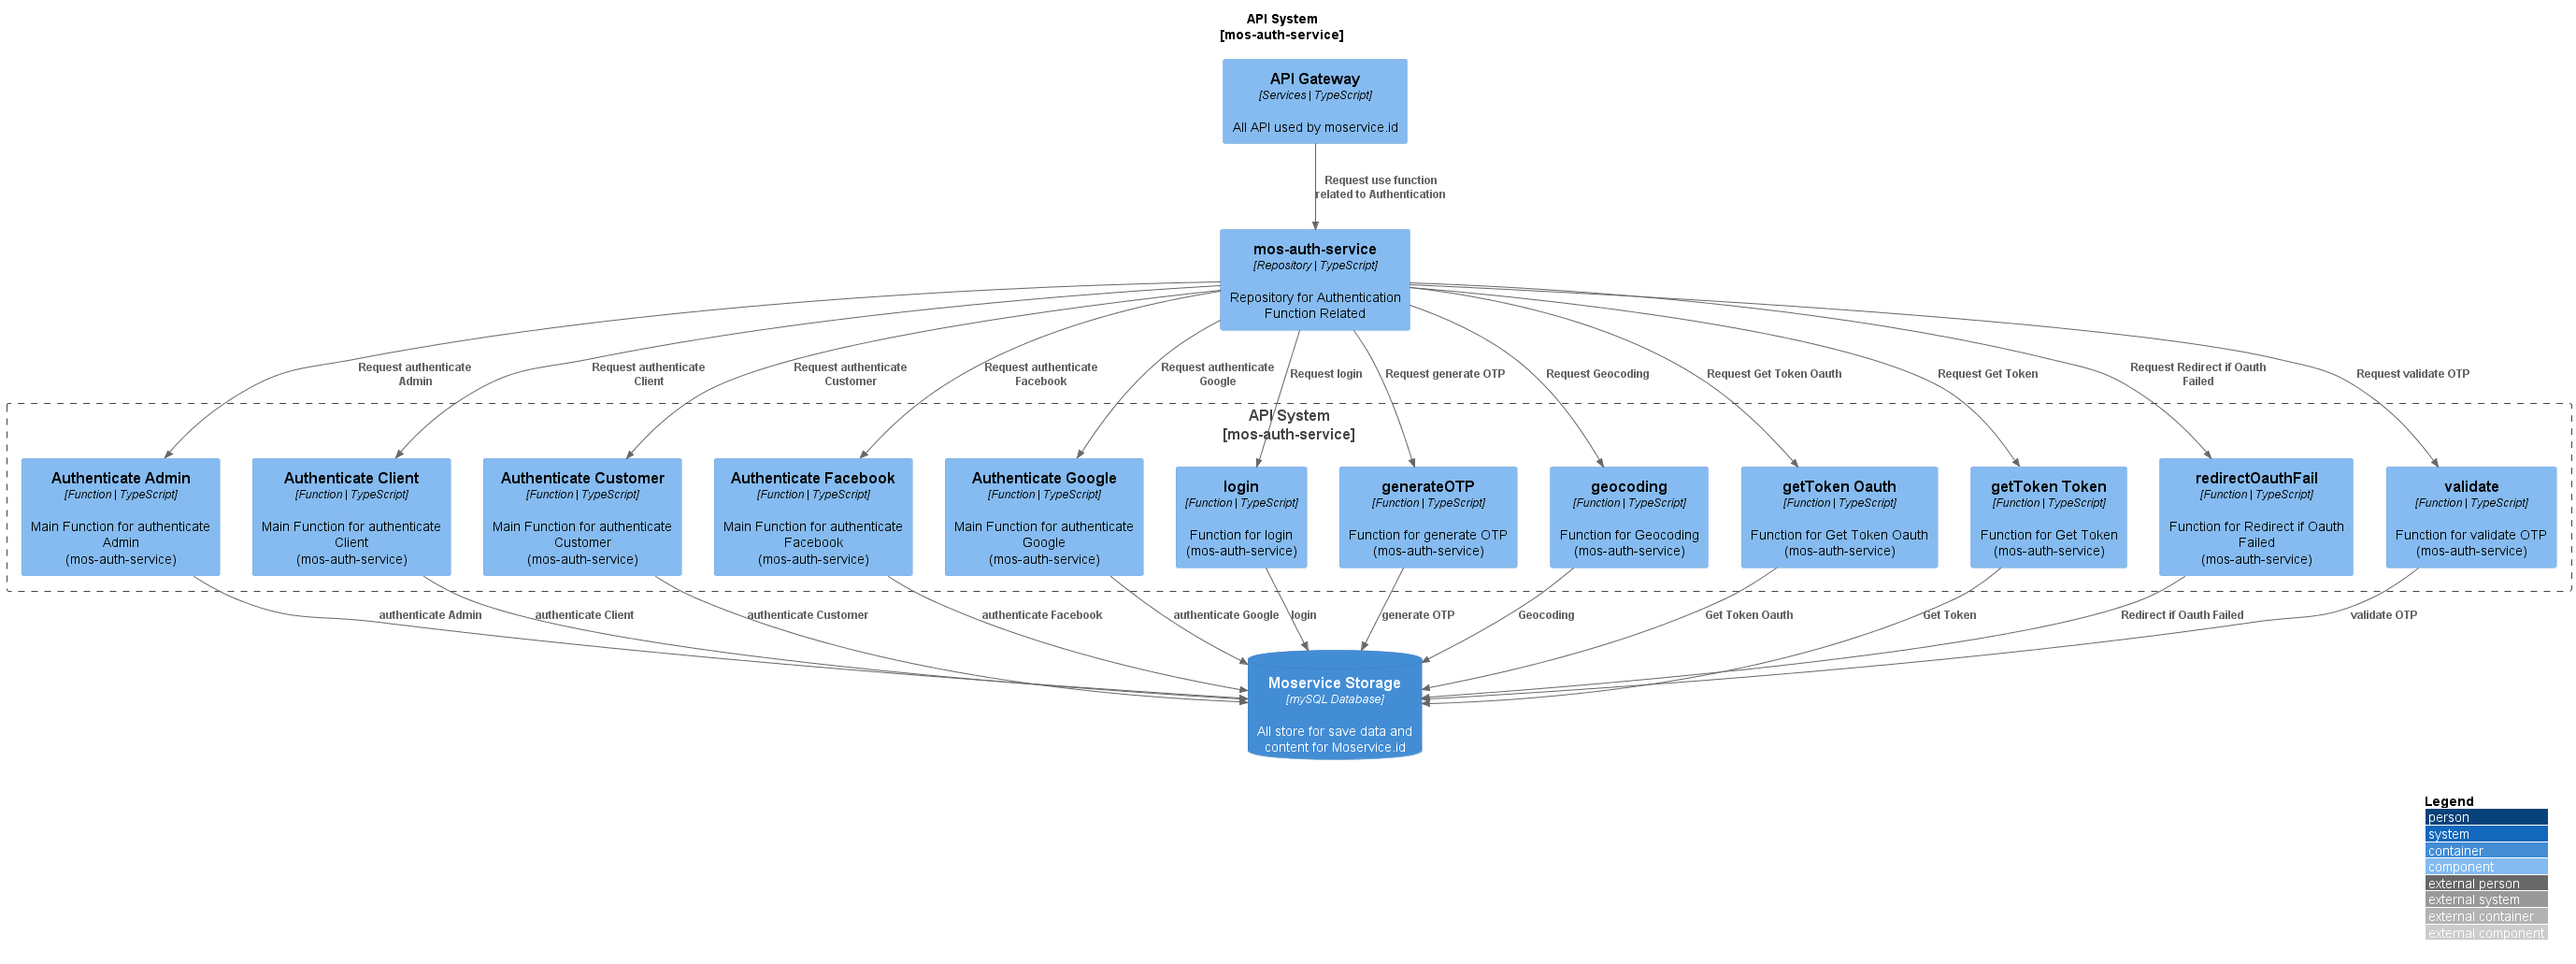 API System
[mos-auth-service]
API Gateway
[Services | TypeScript]
All API used by moservice.id
Request use function
related to Authentication
mos-auth-service
[Repository | TypeScript]
Repository for Authentication
Function Related
Request authenticate
Admin
Request authenticate
Client
Request authenticate
Customer
Request authenticate
Facebook
Request authenticate
Google
Request login
Request generate OTP
Request Geocoding
Request Get Token Oauth
Request Get Token
Request Redirect if Oauth
Failed
Request validate OTP
API System
[mos-auth-service]
Authenticate Admin
[Function | TypeScript]
Main Function for authenticate
Admin
(mos-auth-service)
Authenticate Client
[Function | TypeScript]
Main Function for authenticate
Client
(mos-auth-service)
Authenticate Customer
[Function | TypeScript]
Main Function for authenticate
Customer
(mos-auth-service)
Authenticate Facebook
[Function | TypeScript]
Main Function for authenticate
Facebook
(mos-auth-service)
Authenticate Google
[Function | TypeScript]
Main Function for authenticate
Google
(mos-auth-service)
login
[Function | TypeScript]
Function for login
(mos-auth-service)
generateOTP
[Function | TypeScript]
Function for generate OTP
(mos-auth-service)
geocoding
[Function | TypeScript]
Function for Geocoding
(mos-auth-service)
getToken Oauth
[Function | TypeScript]
Function for Get Token Oauth
(mos-auth-service)
getToken Token
[Function | TypeScript]
Function for Get Token
(mos-auth-service)
redirectOauthFail
[Function | TypeScript]
Function for Redirect if Oauth
Failed
(mos-auth-service)
validate
[Function | TypeScript]
Function for validate OTP
(mos-auth-service)
authenticate Admin
authenticate Client
authenticate Customer
authenticate Facebook
authenticate Google
login
generate OTP
Geocoding
Get Token Oauth
Get Token
Redirect if Oauth Failed
validate OTP
Moservice Storage
[mySQL Database]
All store for save data and
content for Moservice.id
Legend
person
system
container
component
external person
external system
external container
external component